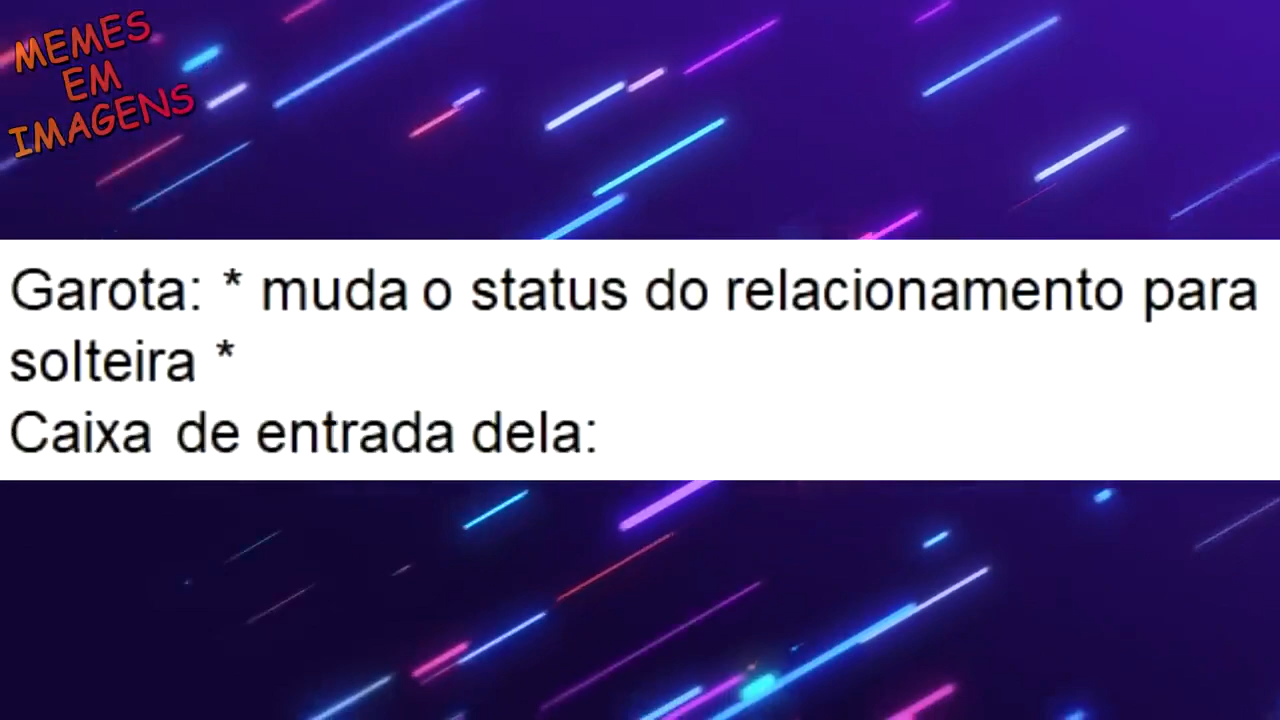 MEMES
EM
IMAGENS
Garota: * muda o status do relacionamento para
solteira *
Caixa de entrada dela: